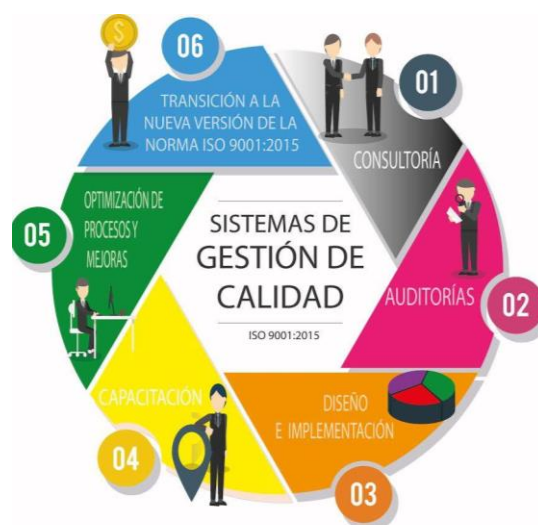 SISTEMAS DE
GESTIÓN DE
CALIDAD
ISO 9001:2015
01
CONSULTORÍA
02
AUDITORÍAS
03
DISEÑO
E IMPLEMENTACIÓN
04
CAPACITACIÓN
05
OPTIMIZACIÓN DE
PROCESOS Y
MEJORAS
06
TRANSICIÓN A LA
NUEVA VERSIÓN DE LA
NORMA ISO 9001:2015